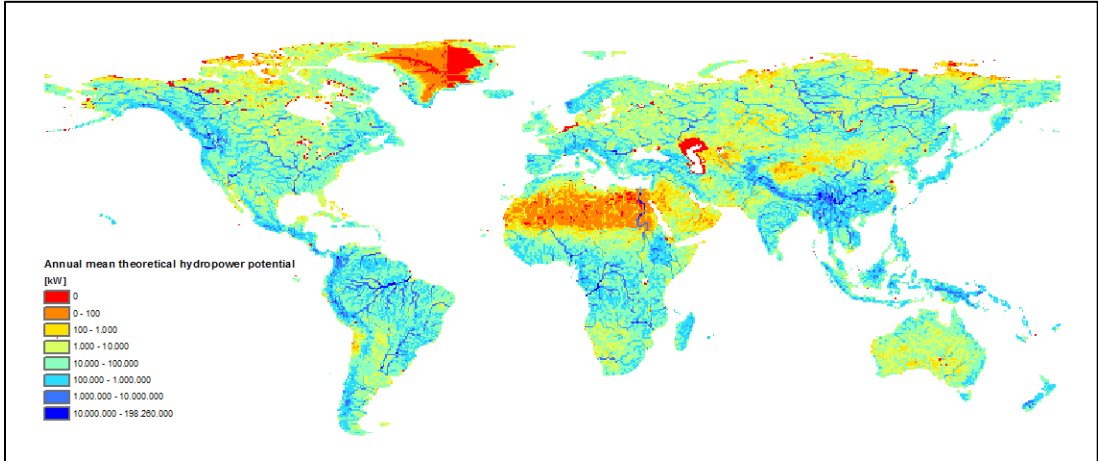 Annual mean theoretical hydropower potential
[kW]
0
0 - 100
100 - 1.000
1.000 - 10.000
10.000 - 100.000
100.000 - 1.000.000
1.000.000 - 10.000.000
10.000.000 - 198.260.000